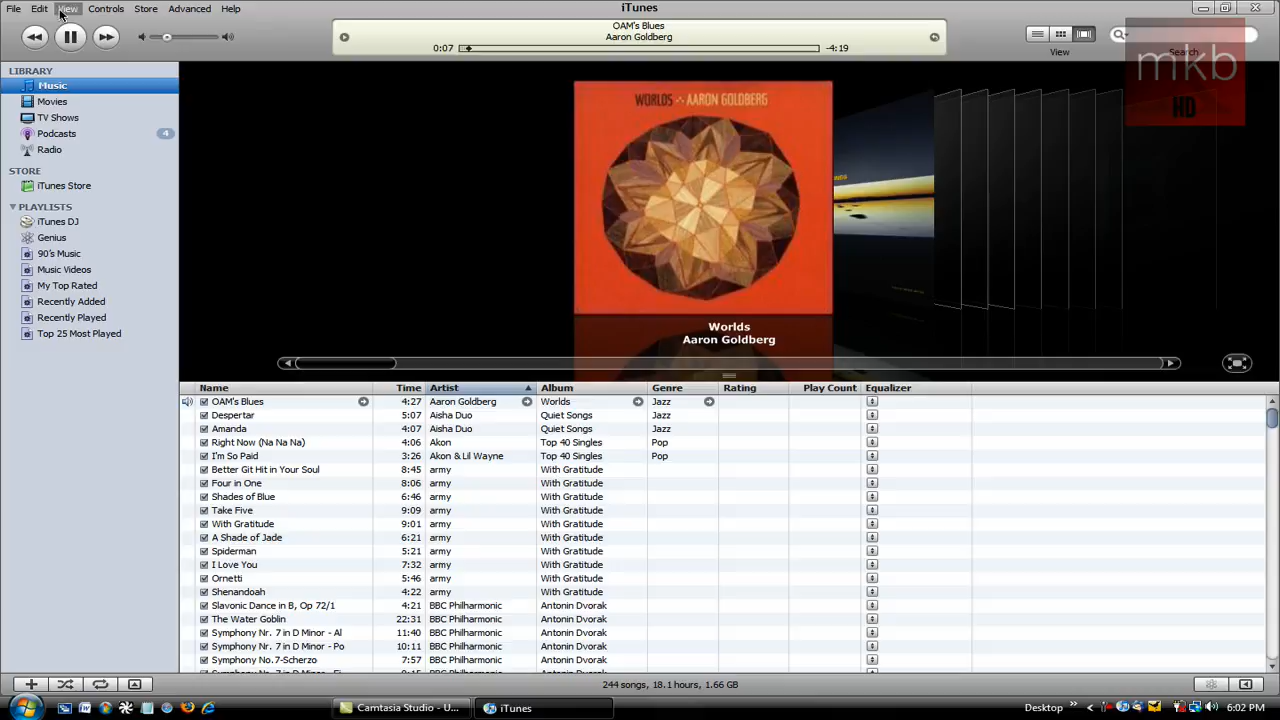 File Edit View Controls Store Advanced Help
iTunes
OAM's Blues
Aaron Goldberg
0:07 -4:19
View
Search
mkb
HD
LIBRARY
Music
Movies
TV Shows
Podcasts 4
Radio
STORE
iTunes Store
PLAYLISTS
iTunes DJ
Genius
90's Music
Music Videos
My Top Rated
Recently Added
Recently Played
Top 25 Most Played
WORLDS AARON GOLDBERG
Worlds
Aaron Goldberg
Name Time Artist Album Genre Rating Play Count Equalizer
OAM's Blues 4:27 Aaron Goldberg Worlds Jazz
Despertar 5:07 Aisha Duo Quiet Songs Jazz
Amanda 4:07 Aisha Duo Quiet Songs Jazz
Right Now (Na Na Na) 4:06 Akon Top 40 Singles Pop
I'm So Paid 3:26 Akon & Lil Wayne Top 40 Singles Pop
Better Git Hit in Your Soul 8:45 army With Gratitude
Four in One 8:06 army With Gratitude
Shades of Blue 6:46 army With Gratitude
Take Five 9:09 army With Gratitude
With Gratitude 9:01 army With Gratitude
A Shade of Jade 6:21 army With Gratitude
Spiderman 5:21 army With Gratitude
I Love You 7:32 army With Gratitude
Ornetti 5:46 army With Gratitude
Shenandoah 4:22 army With Gratitude
Slavonic Dance in B, Op 72/1 4:21 BBC Philharmonic Antonin Dvorak
The Water Goblin 22:31 BBC Philharmonic Antonin Dvorak
Symphony Nr. 7 in D Minor - Al 11:40 BBC Philharmonic Antonin Dvorak
Symphony Nr. 7 in D Minor - Po 10:11 BBC Philharmonic Antonin Dvorak
Symphony No.7-Scherzo 7:57 BBC Philharmonic Antonin Dvorak
244 songs, 18.1 hours, 1.66 GB
Camtasia Studio - U... iTunes Desktop 6:02 PM